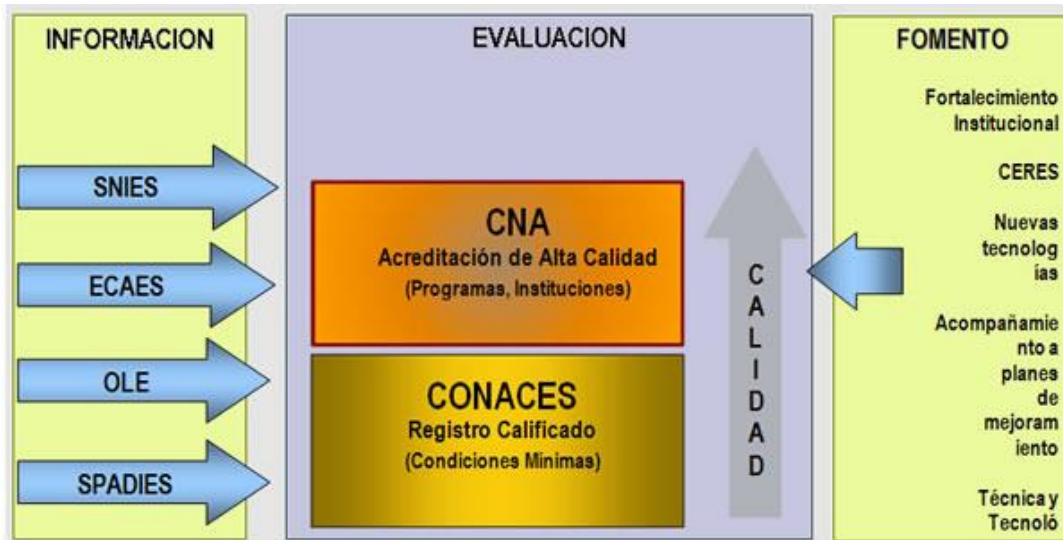 INFORMACION
SNIES
ECAES
OLE
SPADIES
EVALUACION
CNA
Acreditación de Alta Calidad
(Programas, Instituciones)
CONACES
Registro Calificado
(Condiciones Minimas)
C
A
L
I
D
A
D
FOMENTO
Fortalecimiento
Institucional
CERES
Nuevas
tecnolog
ías
Acompañamie
nto a
planes
de
mejoram
iento
Técnica y
Tecnoló